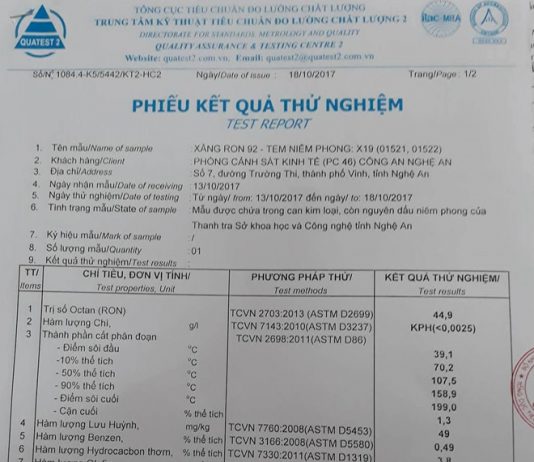 TỔNG CỤC TIÊU CHUẨN ĐO LƯỜNG CHẤT LƯỢNG
TRUNG TÂM KỸ THUẬT TIÊU CHUẨN ĐO LƯỜNG CHẤT LƯỢNG 2
DIRECTORATE FOR STANDARDS, METROLOGY AND QUALITY
QUALITY ASSURANCE & TESTING CENTRE 2
Website: quatest2.com.vn, Email: quatest2@quatest2.com.vn
QUATEST 2
ilac-MRA
Số/N° 1084.4-K5/5442/KT2-HC2 Ngày/Date of issue : 18/10/2017 Trang/Page : 1/2
PHIẾU KẾT QUẢ THỬ NGHIỆM
TEST REPORT
1. Tên mẫu/Name of sample : XĂNG RON 92 - TEM NIÊM PHONG: X19 (01521, 01522)
2. Khách hàng/Client : PHÒNG CẢNH SÁT KINH TẾ (PC 46) CÔNG AN NGHỆ AN
3. Địa chỉ/Address : Số 7, đường Trường Thi, thành phố Vinh, tỉnh Nghệ An
4. Ngày nhận mẫu/Date of receiving : 13/10/2017
5. Ngày thử nghiệm/Date of testing : Từ ngày/ from: 13/10/2017 đến ngày/ to: 18/10/2017
6. Tình trạng mẫu/State of sample : Mẫu được chứa trong can kim loại, còn nguyên dấu niêm phong của
Thanh tra Sở khoa học và Công nghệ tỉnh Nghệ An
7. Ký hiệu mẫu/Mark of sample : /
8. Số lượng mẫu/Quantity : 01
9. Kết quả thử nghiệm/Test results :
TT/ CHỈ TIÊU, ĐƠN VỊ TÍNH/ PHƯƠNG PHÁP THỬ/ KẾT QUẢ THỬ NGHIỆM/
Items Test properties, Unit Test methods Test results
1 Trị số Octan (RON) TCVN 2703:2013 (ASTM D2699) 44,9
2 Hàm lượng Chì, g/l TCVN 7143:2010 (ASTM D3237) KPH(<0,0025)
3 Thành phần cất phân đoạn TCVN 2698:2011 (ASTM D86)
- Điểm sôi đầu °C 39,1
-10% thể tích °C 70,2
- 50% thể tích °C 107,5
- 90% thể tích °C 158,9
- Điểm sôi cuối °C 199,0
- Cặn cuối % thể tích 1,3
4 Hàm lượng Lưu Huỳnh, mg/kg TCVN 7760:2008(ASTM D5453) 49
5 Hàm lượng Benzen, % thể tích TCVN 3166:2008(ASTM D5580) 0,49
6 Hàm lượng Hydrocacbon thơm, % thể tích TCVN 7330:2011(ASTM D1319) 3,8